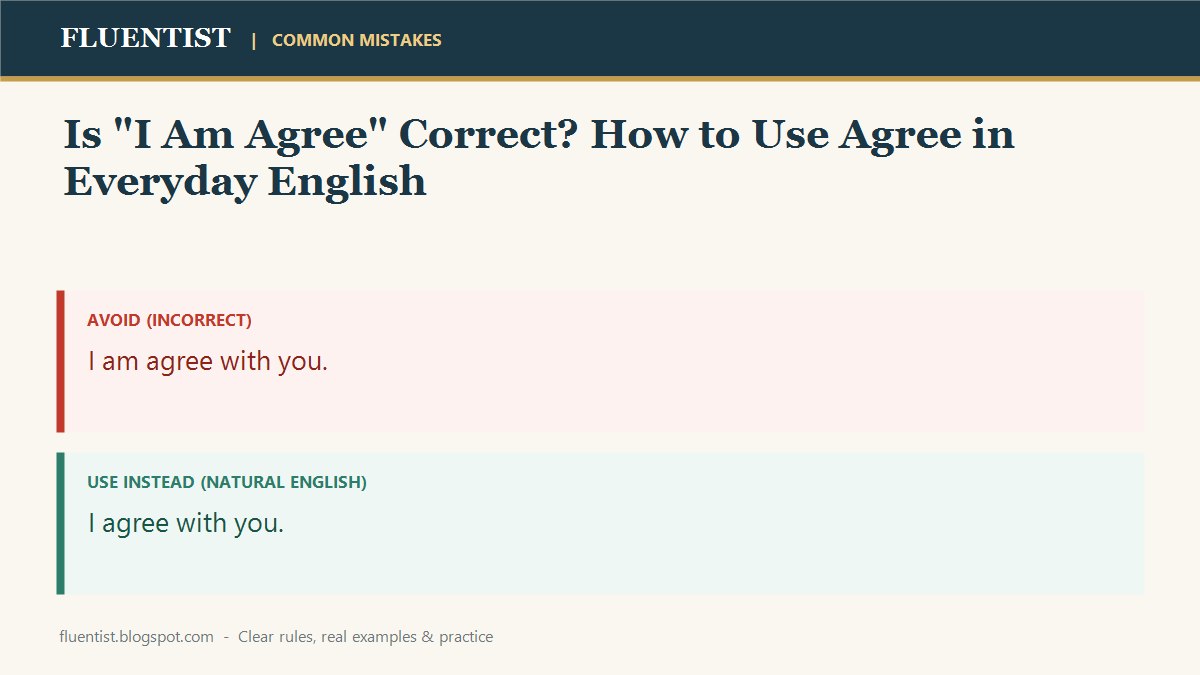 FLUENTIST | COMMON MISTAKES
Is "I Am Agree" Correct? How to Use Agree in
Everyday English
AVOID (INCORRECT)
I am agree with you.
USE INSTEAD (NATURAL ENGLISH)
I agree with you.
fluentist.blogspot.com - Clear rules, real examples & practice